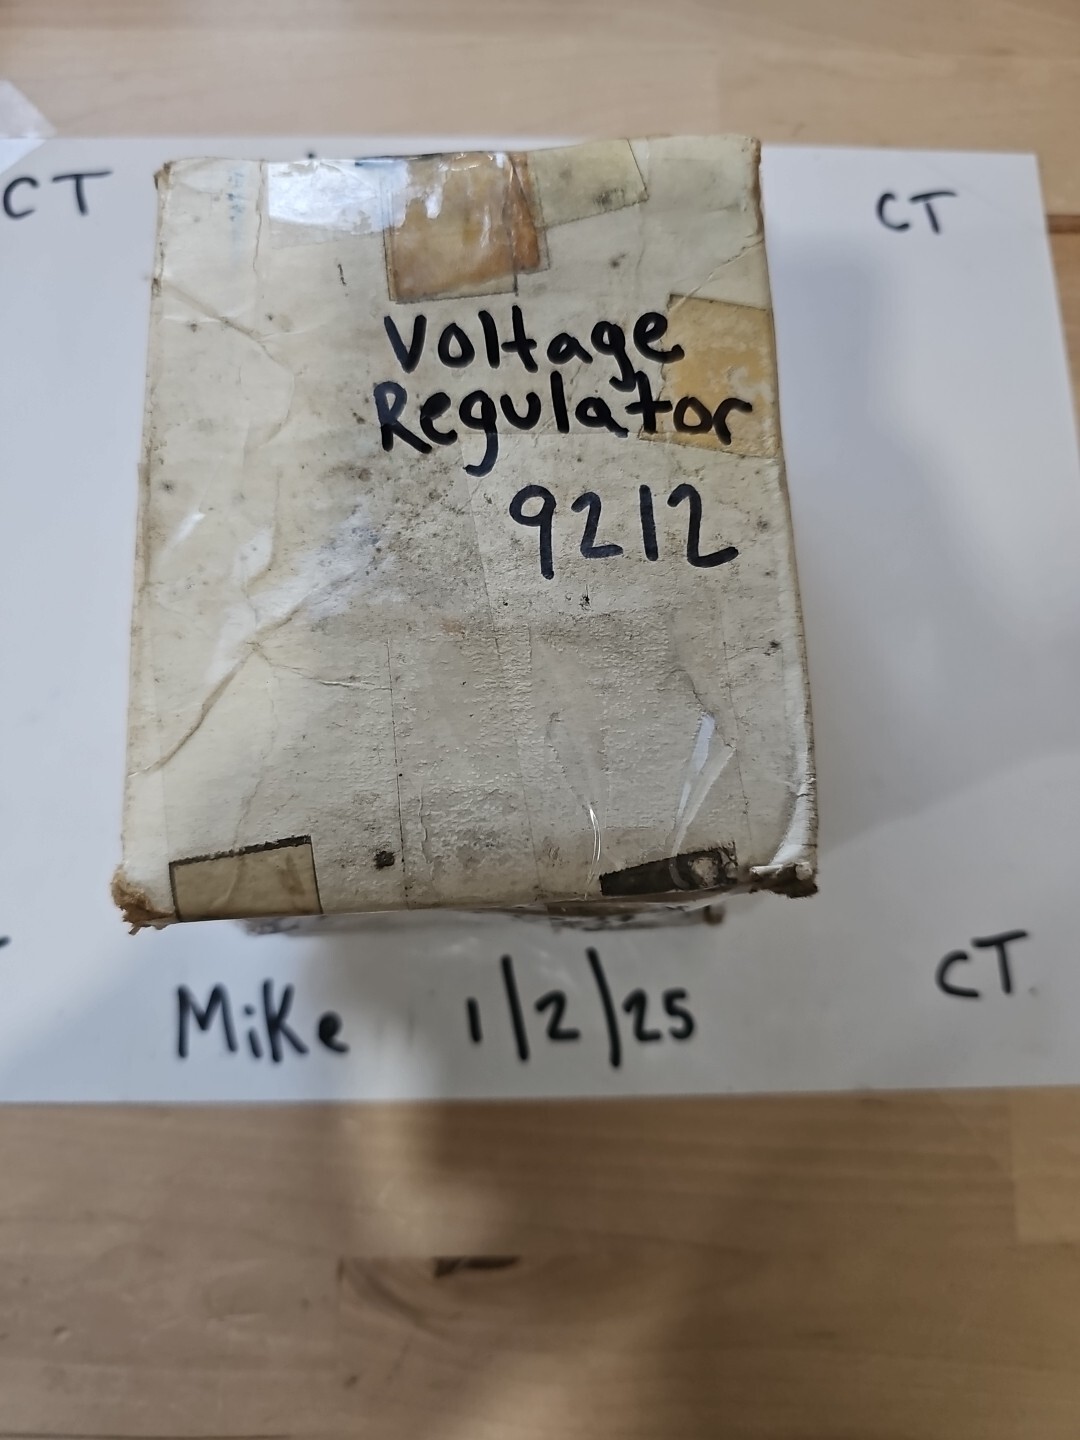 CT
CT
Voltage
Regulator
9212
CT.
Mike 1/2/25